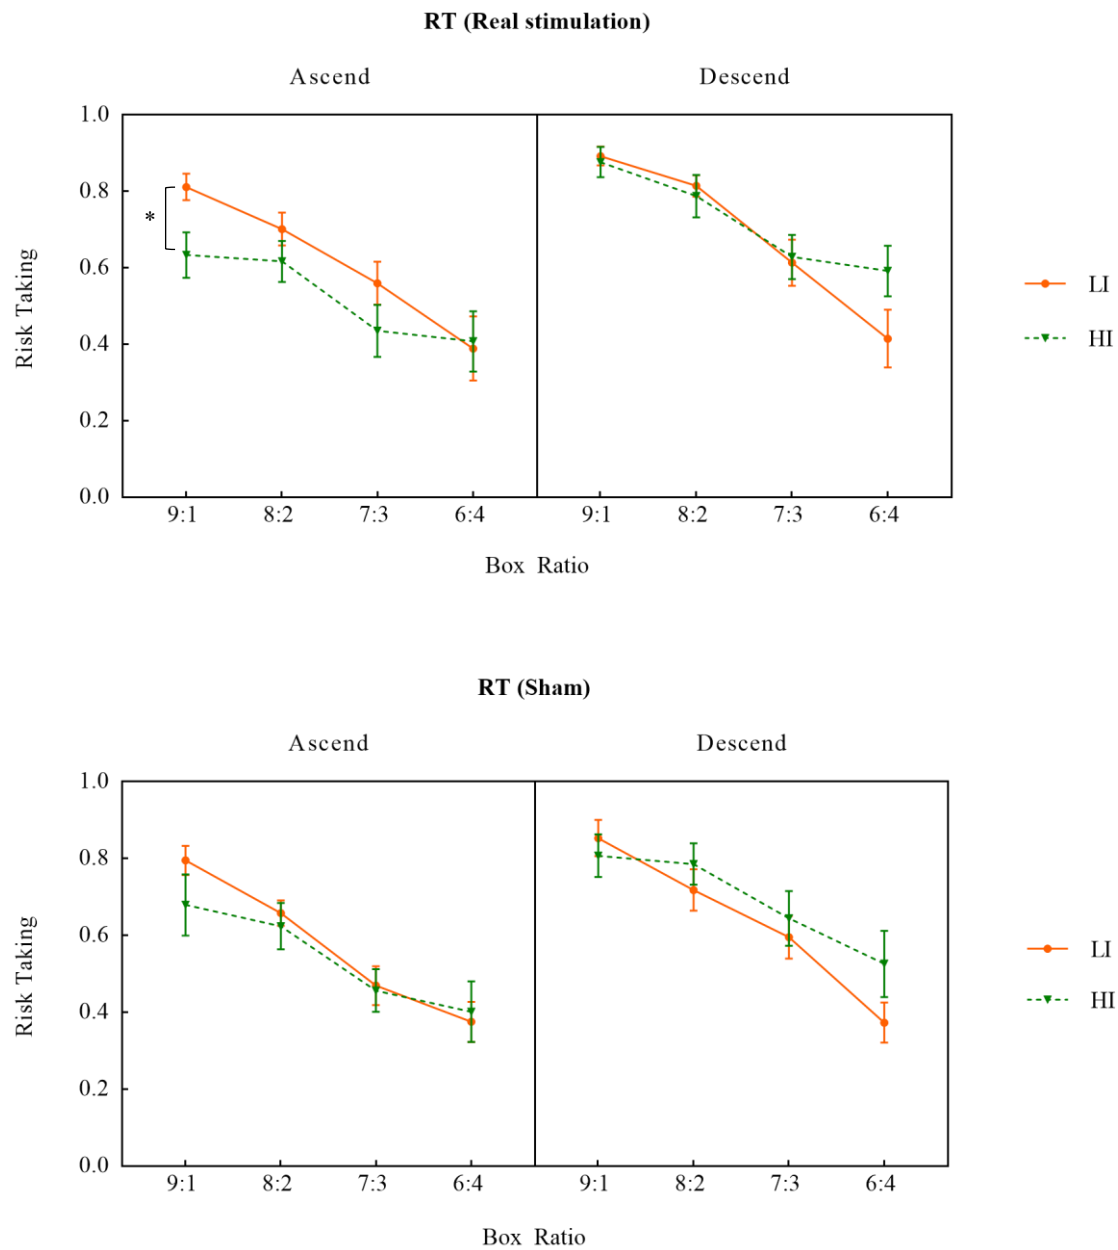 RT (Real stimulation)
Ascend Descend
1.0
0.8
*
0.6
0.4
0.2
0.0
Risk Taking
9:1 8:2 7:3 6:4 9:1 8:2 7:3 6:4
Box Ratio
LI
HI
RT (Sham)
Ascend Descend
1.0
0.8
0.6
0.4
0.2
0.0
Risk Taking
9:1 8:2 7:3 6:4 9:1 8:2 7:3 6:4
Box Ratio
LI
HI